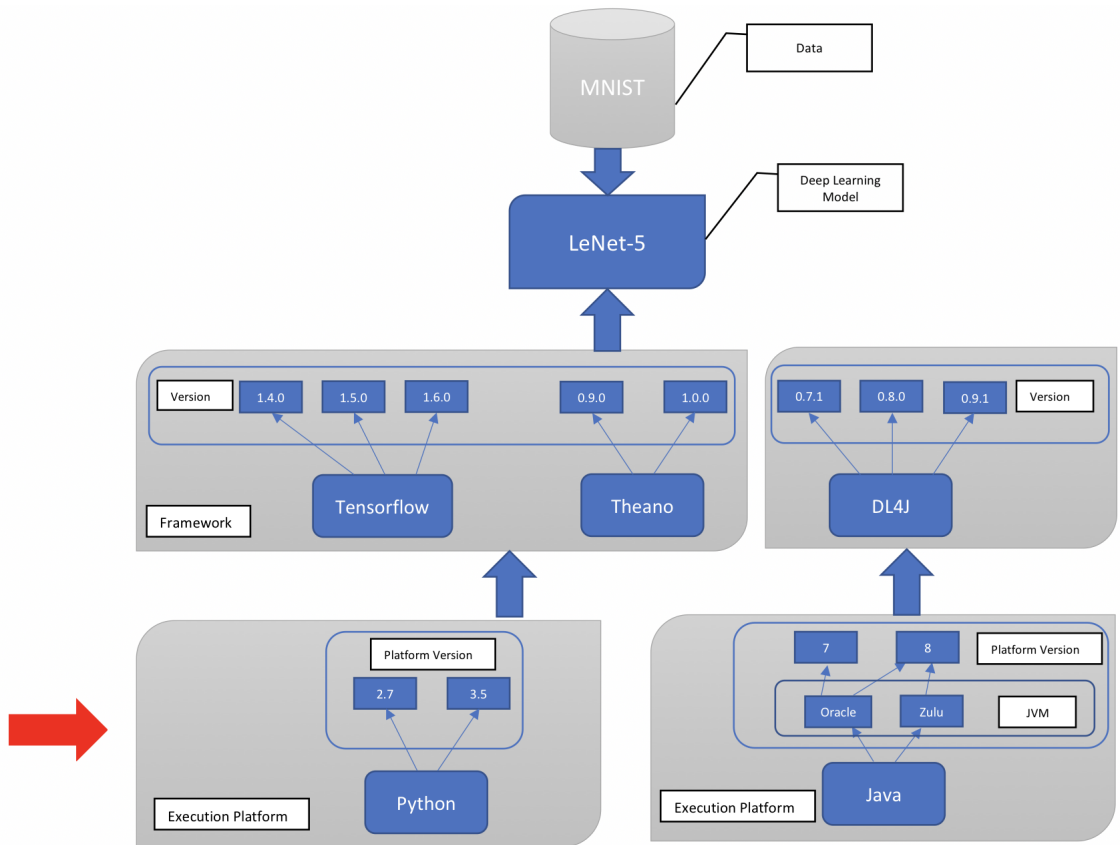 MNIST
Data
Deep Learning
Model
LeNet-5
Version
1.4.0
1.5.0
1.6.0
0.9.0
1.0.0
Tensorflow
Theano
Framework
0.7.1
0.8.0
0.9.1
Version
DL4J
Platform Version
2.7
3.5
Python
Execution Platform
7
8
Platform Version
Oracle
Zulu
JVM
Java
Execution Platform